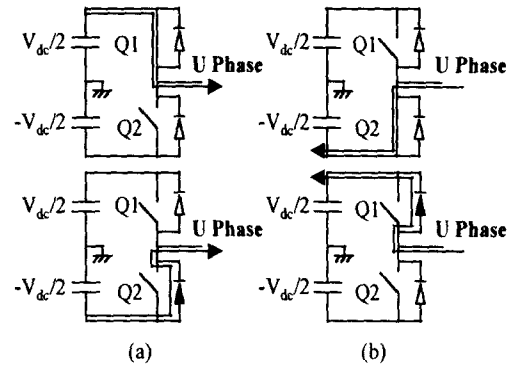 V_dc/2 Q1 U Phase
-V_dc/2 Q2
V_dc/2 Q1 U Phase
-V_dc/2 Q2
V_dc/2 Q1 U Phase
-V_dc/2 Q2
V_dc/2 Q1 U Phase
-V_dc/2 Q2
(a) (b)